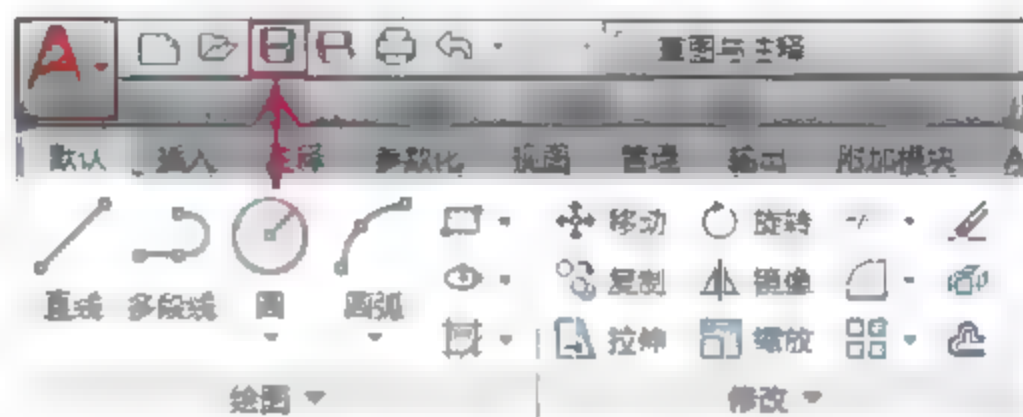 A
草图与注释
默认 插入 注释 参数化 视图 管理 输出 附加模块
移动 旋转
直线 多段线 圆 圆弧 复制 镜像
拉伸 缩放
绘图 修改